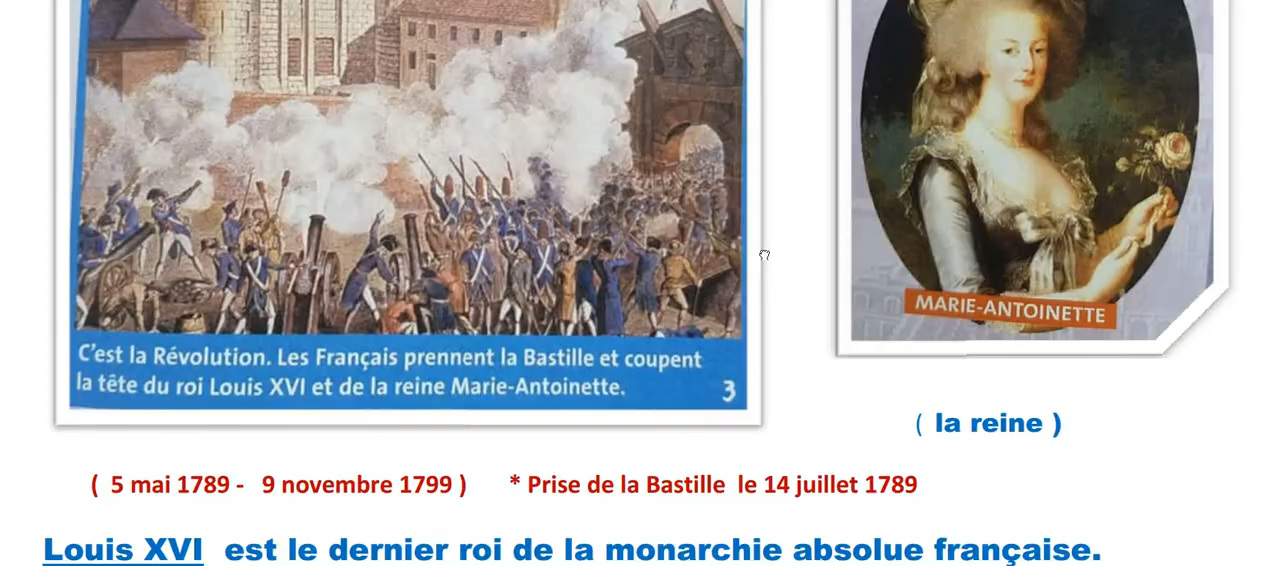 C'est la Révolution. Les Français prennent la Bastille et coupent
la tête du roi Louis XVI et de la reine Marie-Antoinette.
3
MARIE-ANTOINETTE
( la reine )
( 5 mai 1789 - 9 novembre 1799 ) * Prise de la Bastille le 14 juillet 1789
Louis XVI est le dernier roi de la monarchie absolue française.